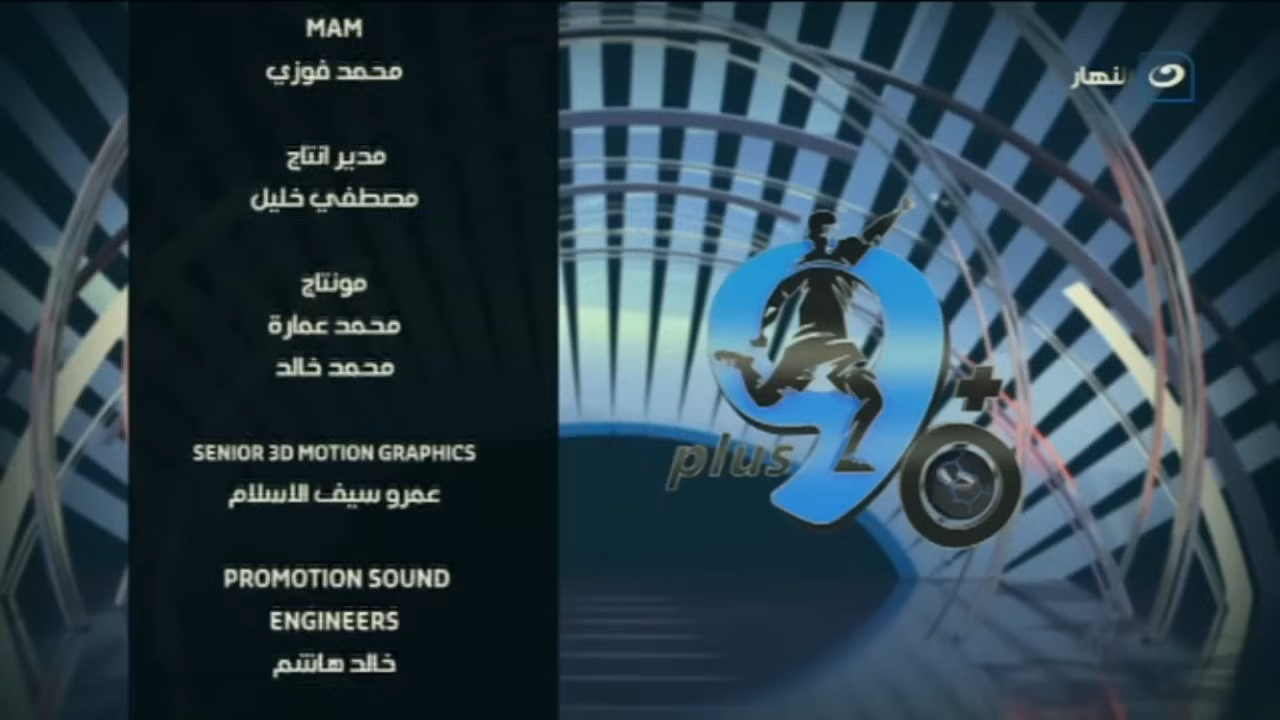 MAM
محمد فوزي
مدير انتاج
مصطفي خليل
مونتاج
محمد عمارة
محمد خالد
SENIOR 3D MOTION GRAPHICS
عمرو سيف الاسلام
PROMOTION SOUND
ENGINEERS
خالد هاشم
النهار
90
+
plus